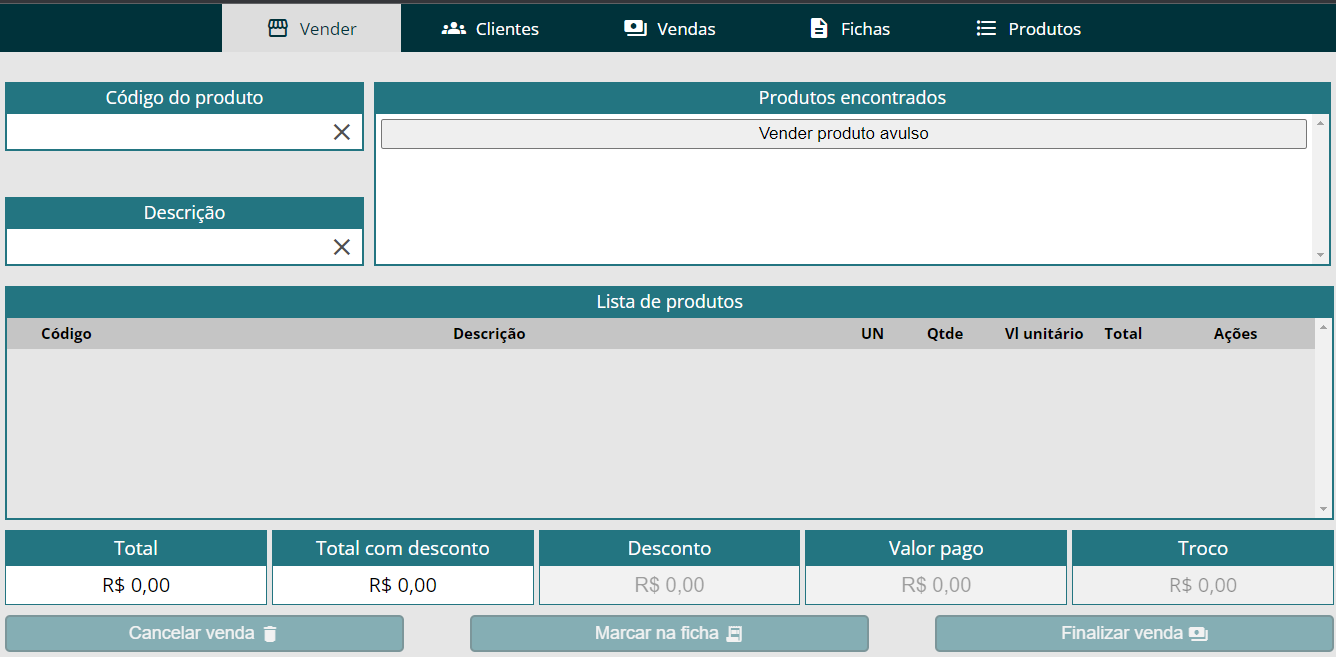 Vender
Clientes
Vendas
Fichas
Produtos
Código do produto
Produtos encontrados
Vender produto avulso
Descrição
Lista de produtos
Código Descrição UN Qtde Vl unitário Total Ações
Total
Total com desconto
Desconto
Valor pago
Troco
R$ 0,00
R$ 0,00
R$ 0,00
R$ 0,00
R$ 0,00
Cancelar venda
Marcar na ficha
Finalizar venda